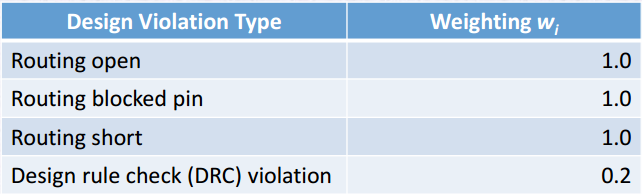 Design Violation Type Weighting wᵢ
Routing open 1.0
Routing blocked pin 1.0
Routing short 1.0
Design rule check (DRC) violation 0.2